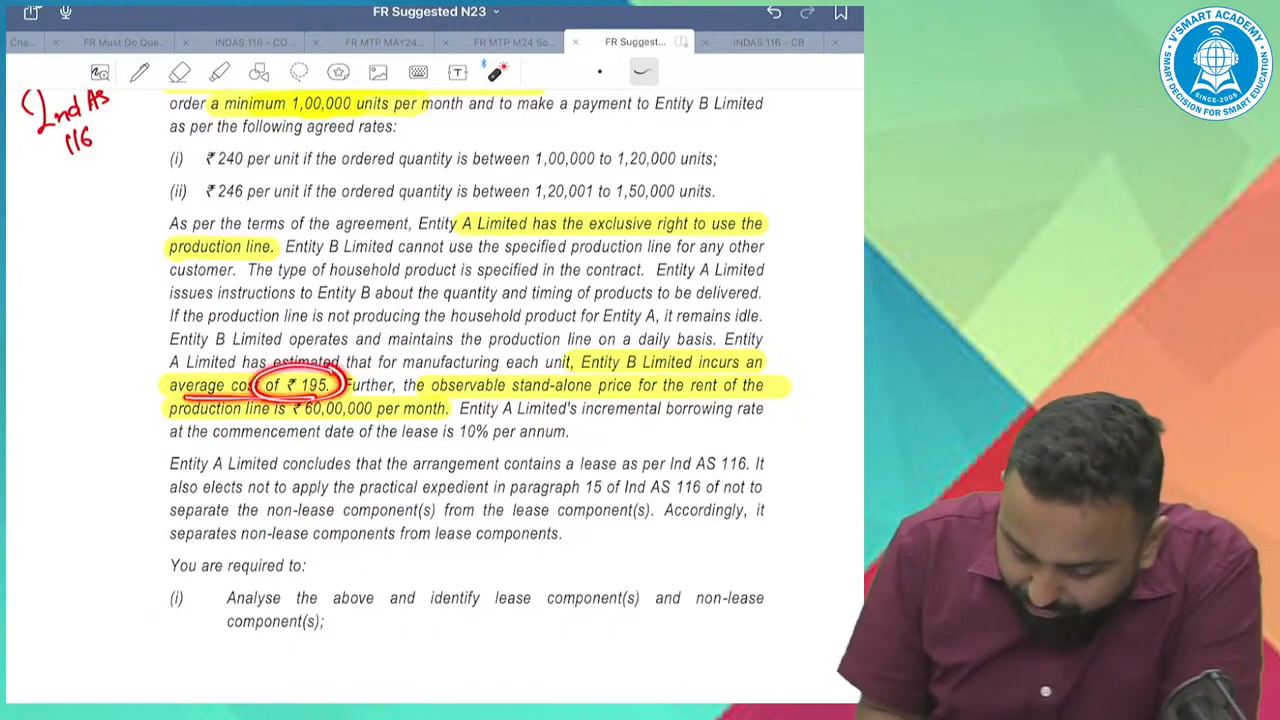 FR Suggested N23
Cha...
FR Must Do Que...
INDAS 116 - CO...
FR MTP MAY24...
FR MTP M24 So...
FR Suggest...
INDAS 116 - CB
V'SMART ACADEMY
SINCE-2005
SMART DECISION FOR SMART EDUCATION
Ind AS
116
order a minimum 1,00,000 units per month and to make a payment to Entity B Limited
as per the following agreed rates:
(i) ₹ 240 per unit if the ordered quantity is between 1,00,000 to 1,20,000 units;
(ii) ₹ 246 per unit if the ordered quantity is between 1,20,001 to 1,50,000 units.
As per the terms of the agreement, Entity A Limited has the exclusive right to use the
production line. Entity B Limited cannot use the specified production line for any other
customer. The type of household product is specified in the contract. Entity A Limited
issues instructions to Entity B about the quantity and timing of products to be delivered.
If the production line is not producing the household product for Entity A, it remains idle.
Entity B Limited operates and maintains the production line on a daily basis. Entity
A Limited has estimated that for manufacturing each unit, Entity B Limited incurs an
average cost of ₹ 195. Further, the observable stand-alone price for the rent of the
production line is ₹ 60,00,000 per month. Entity A Limited's incremental borrowing rate
at the commencement date of the lease is 10% per annum.
Entity A Limited concludes that the arrangement contains a lease as per Ind AS 116. It
also elects not to apply the practical expedient in paragraph 15 of Ind AS 116 of not to
separate the non-lease component(s) from the lease component(s). Accordingly, it
separates non-lease components from lease components.
You are required to:
(i) Analyse the above and identify lease component(s) and non-lease
component(s);